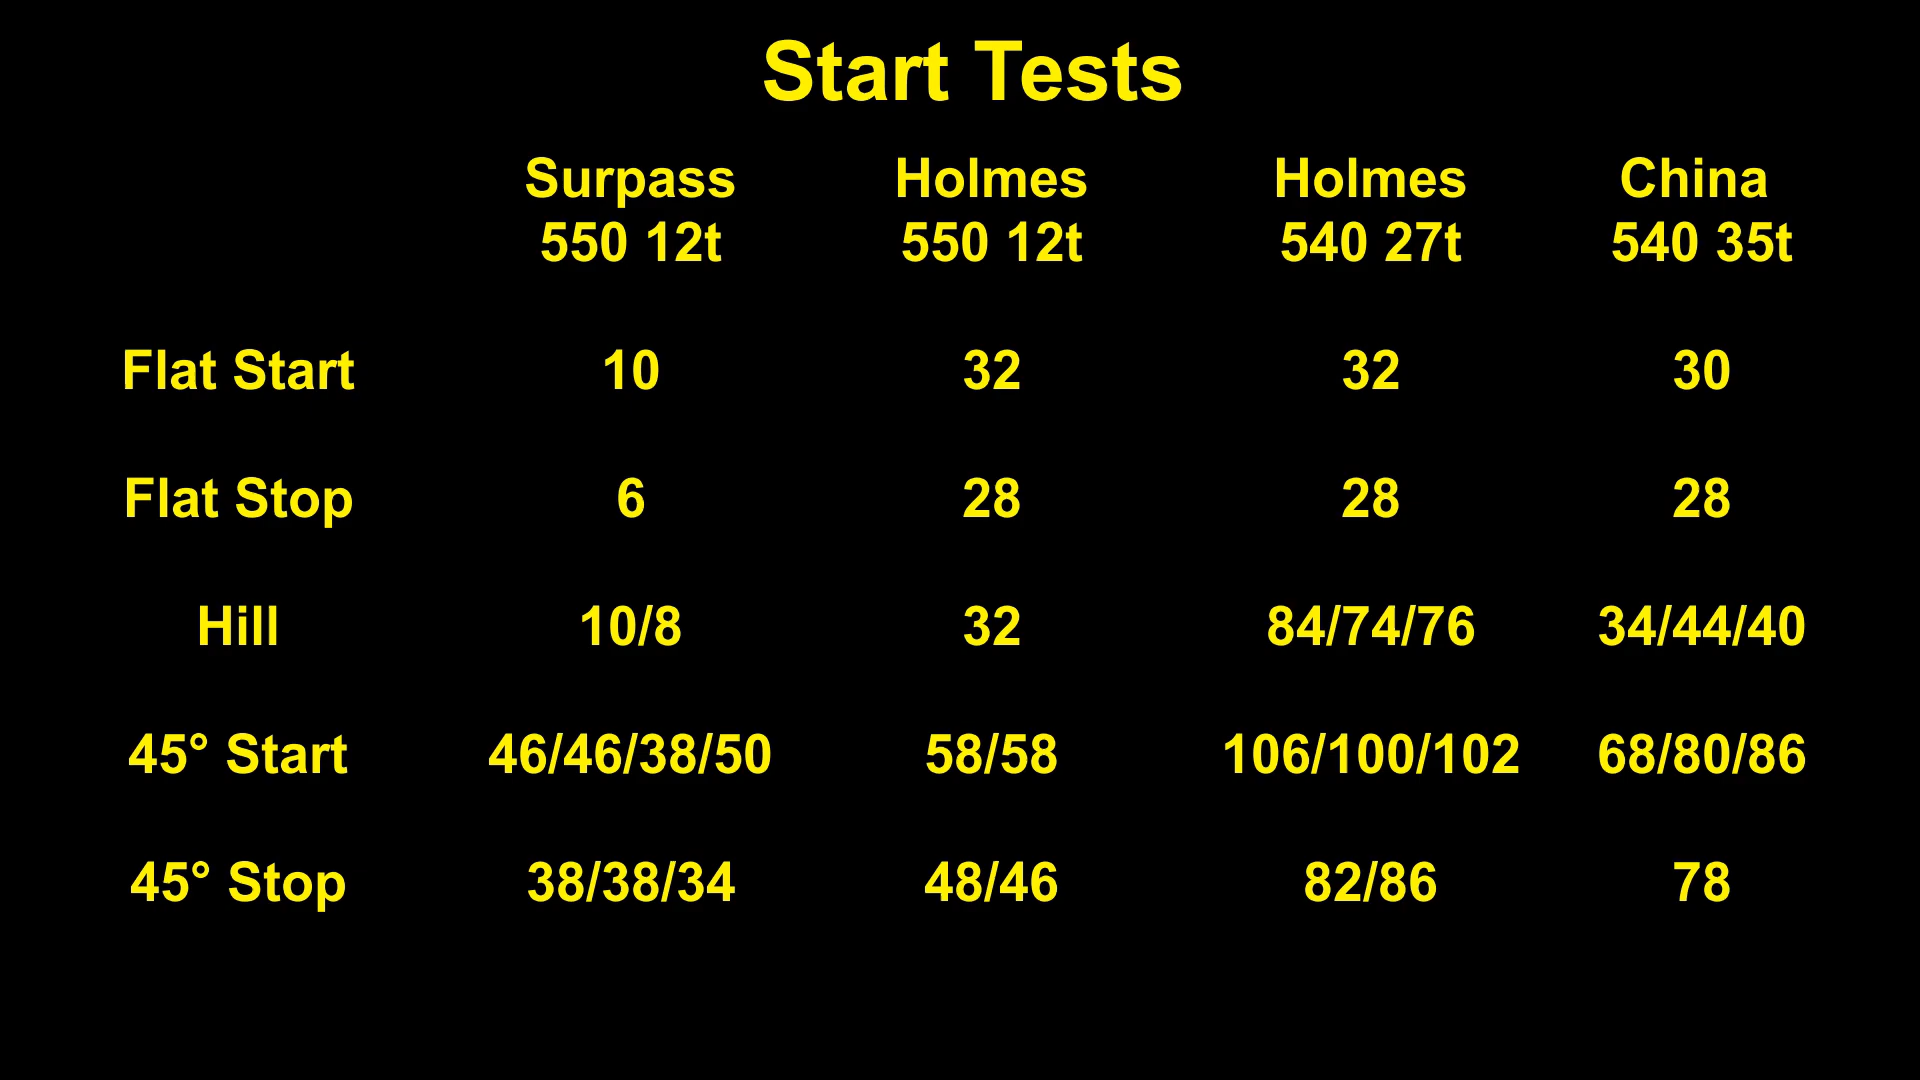 Start Tests
Surpass Holmes Holmes China
550 12t 550 12t 540 27t 540 35t
Flat Start 10 32 32 30
Flat Stop 6 28 28 28
Hill 10/8 32 84/74/76 34/44/40
45° Start 46/46/38/50 58/58 106/100/102 68/80/86
45° Stop 38/38/34 48/46 82/86 78